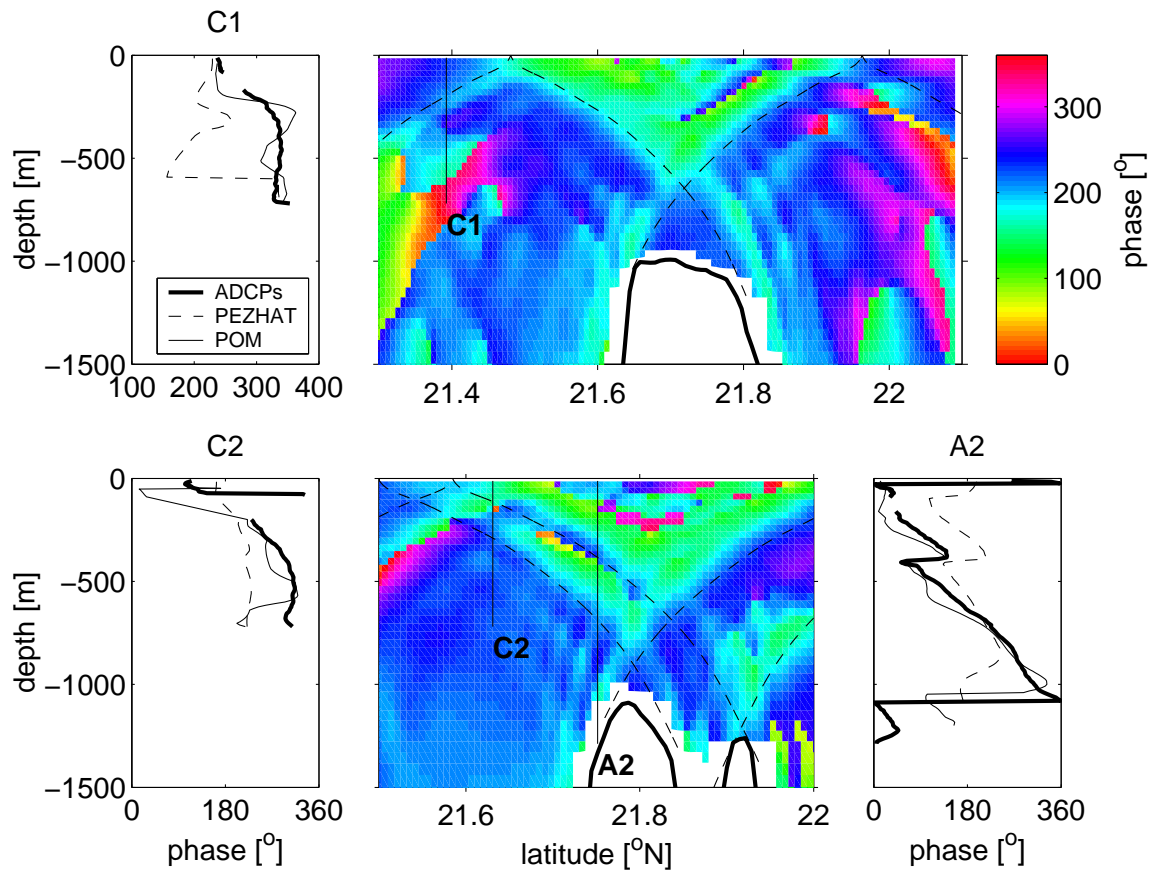 C1
0
−500
−1000
−1500
depth [m]
100 200 300 400
ADCPs
PEZHAT
POM
C1
21.4 21.6 21.8 22
300
200
100
0
phase [o]
C2
0
−500
−1000
−1500
depth [m]
0 180 360
phase [o]
C2
A2
21.6 21.8 22
latitude [oN]
A2
0 180 360
phase [o]